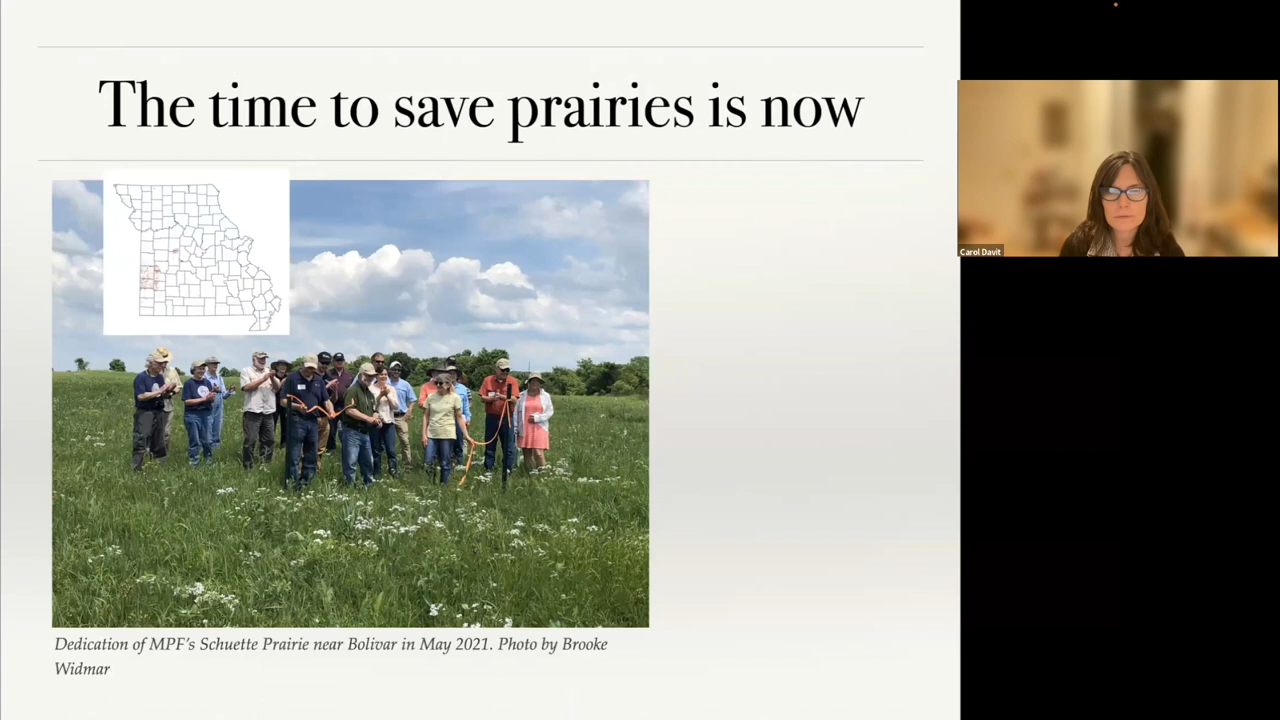 The time to save prairies is now
Dedication of MPF's Schuette Prairie near Bolivar in May 2021. Photo by Brooke
Widmar
Carol Davit